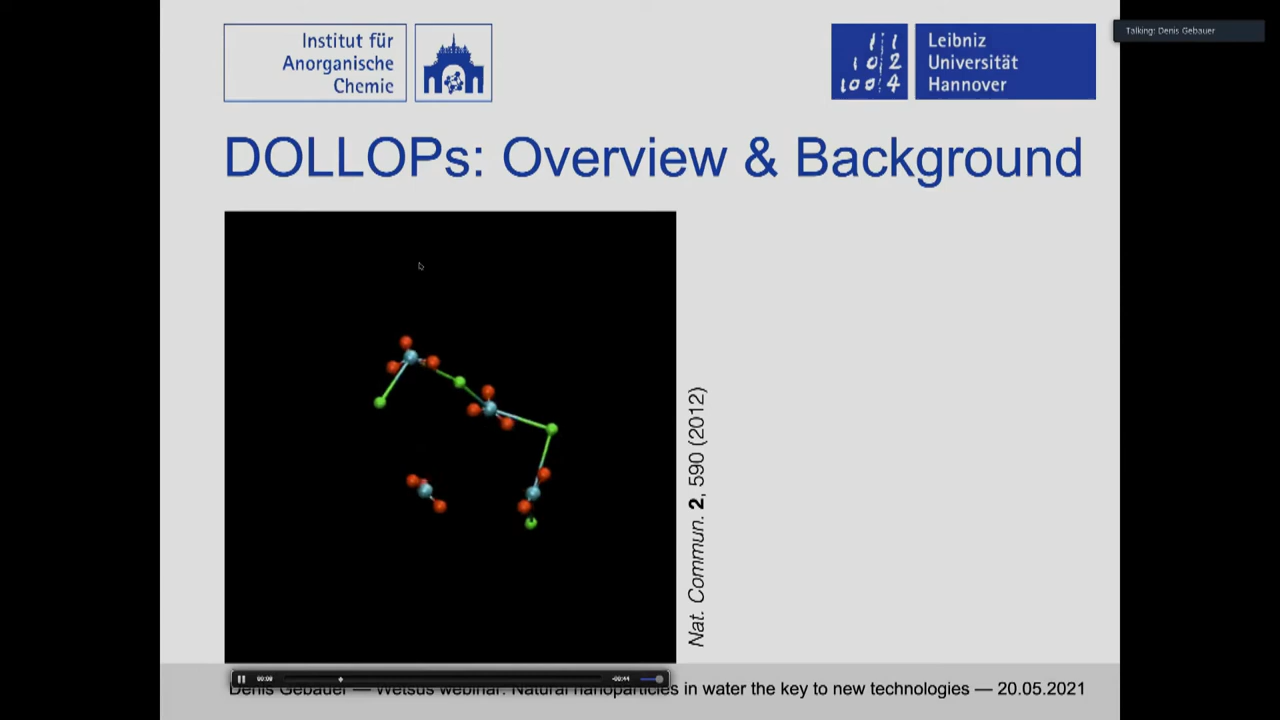 Talking: Denis Gebauer
Institut für
Anorganische
Chemie
Leibniz
Universität
Hannover
DOLLOPs: Overview & Background
Nat. Commun. 2, 590 (2012)
Denis Gebauer — Wetsus webinar: Natural nanoparticles in water the key to new technologies — 20.05.2021